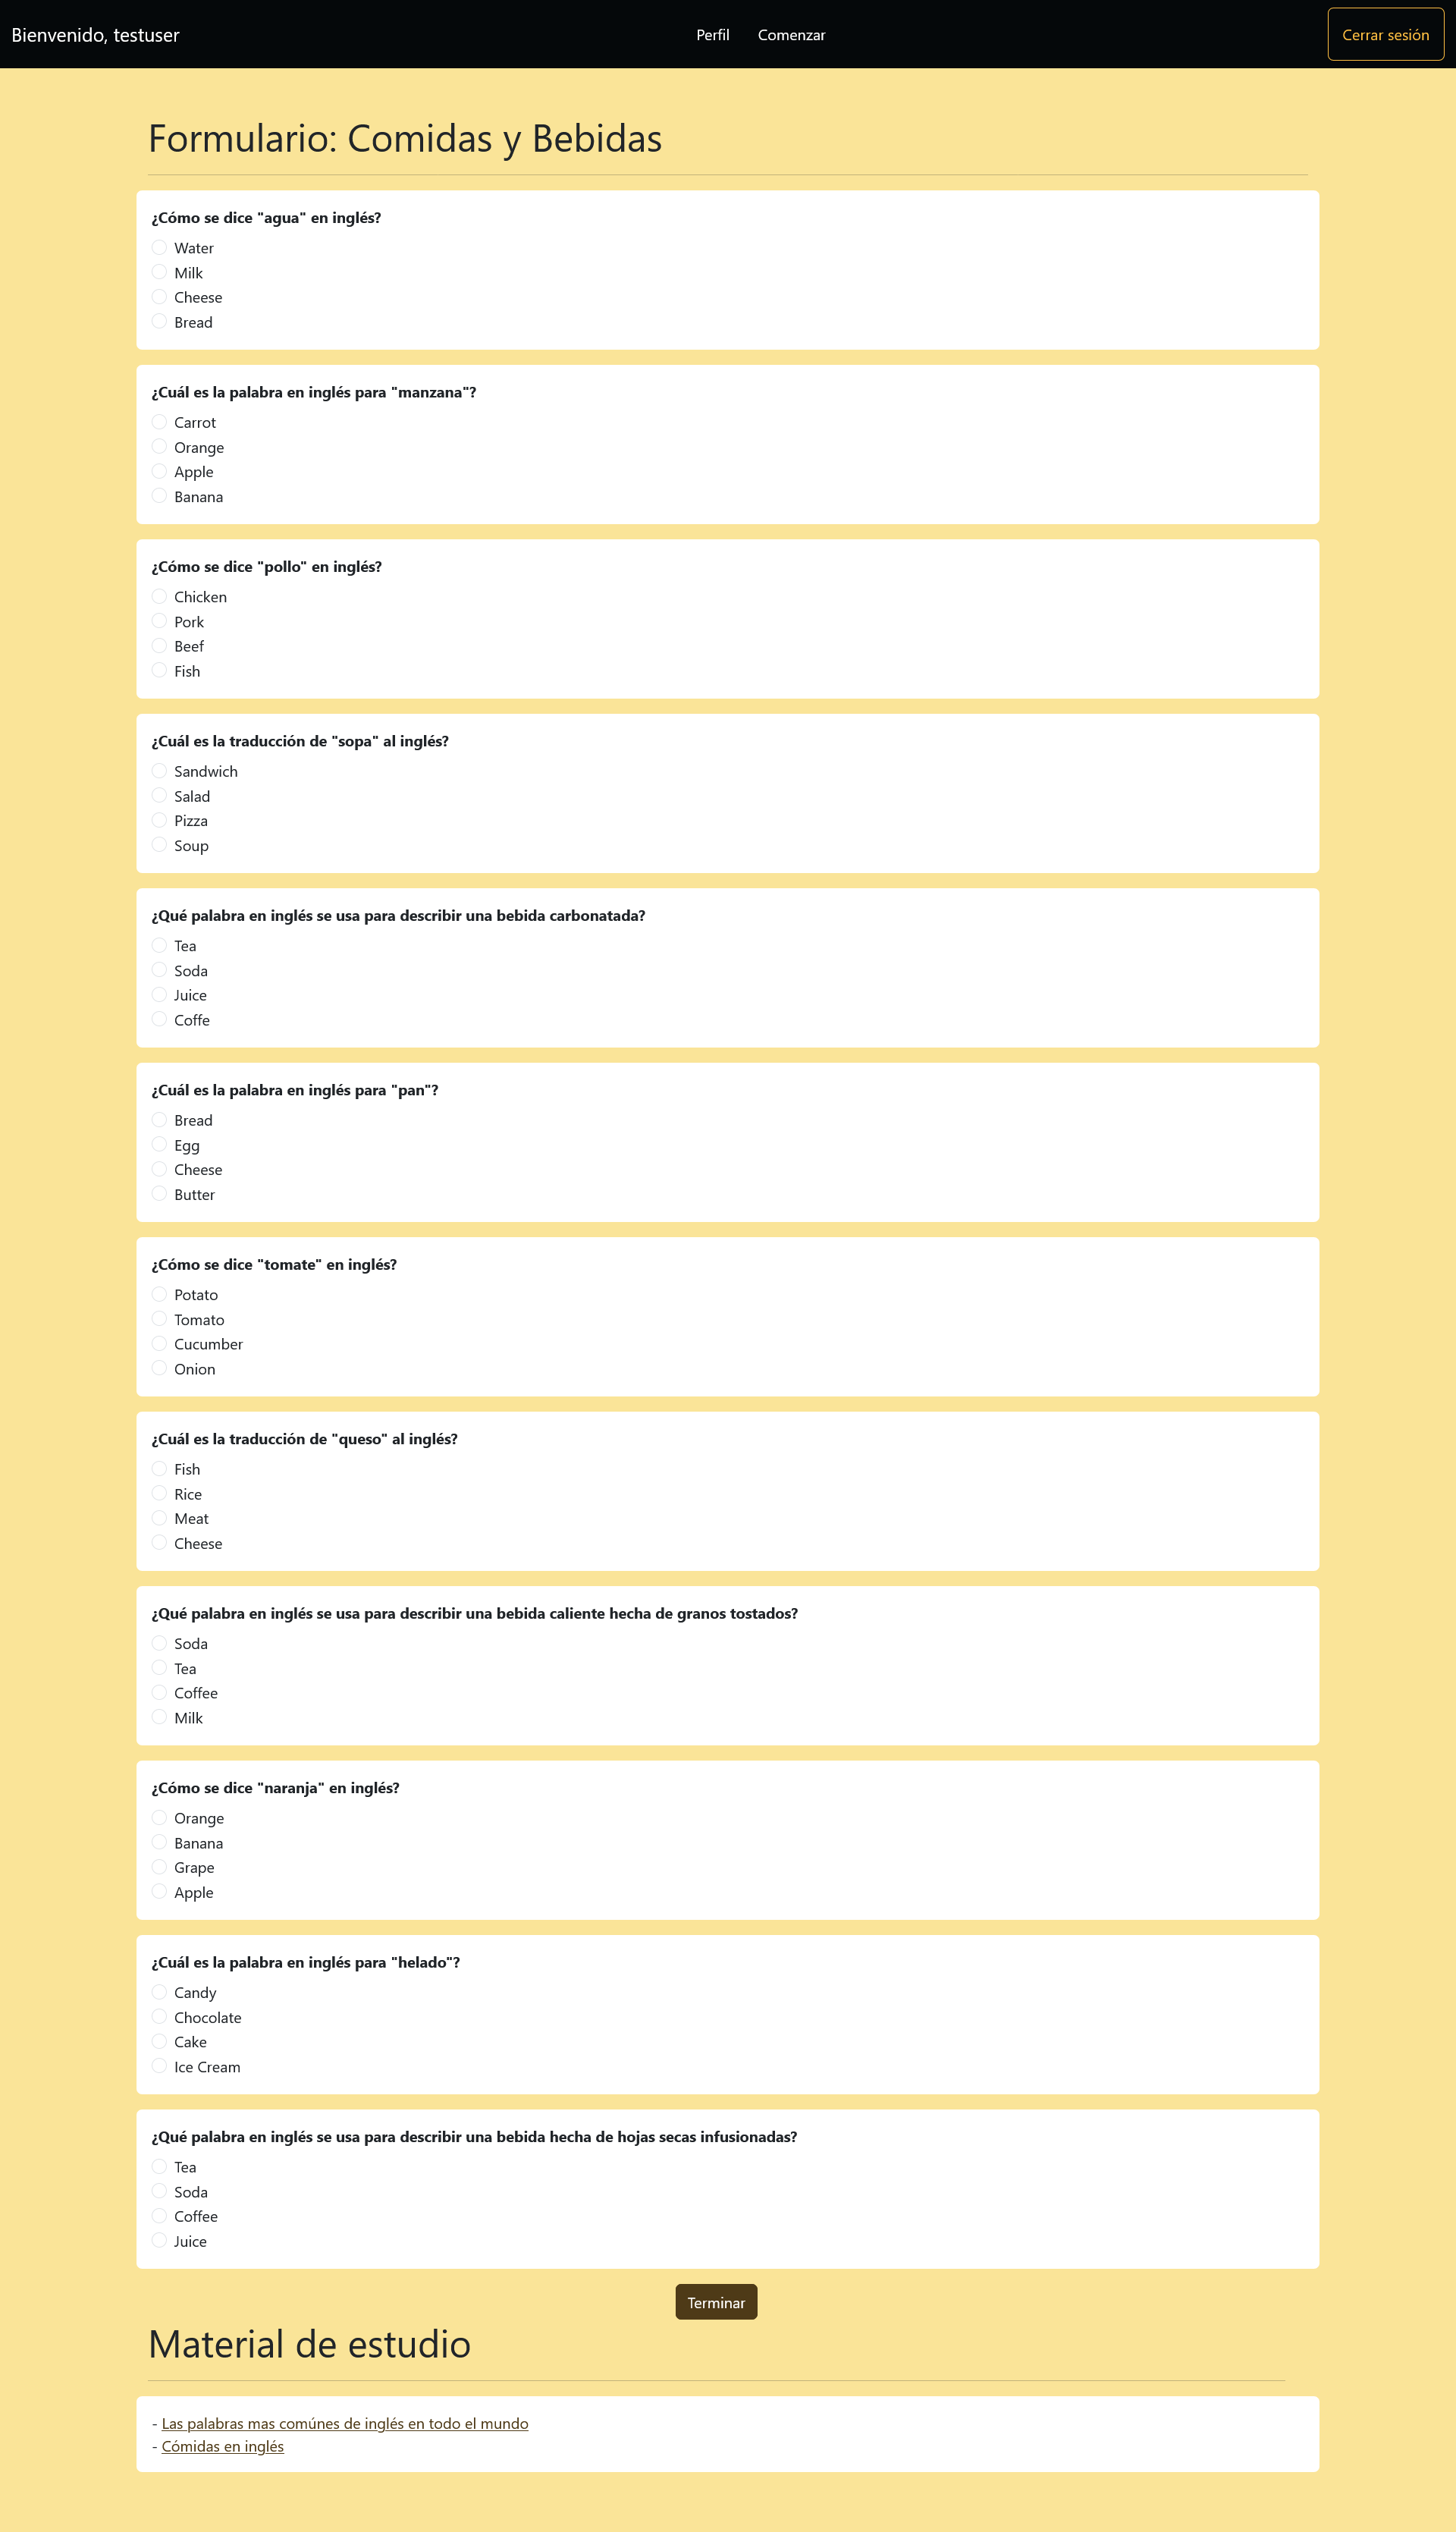 Bienvenido, testuser
Perfil
Comenzar
Cerrar sesión
Formulario: Comidas y Bebidas
¿Cómo se dice "agua" en inglés?
Water
Milk
Cheese
Bread
¿Cuál es la palabra en inglés para "manzana"?
Carrot
Orange
Apple
Banana
¿Cómo se dice "pollo" en inglés?
Chicken
Pork
Beef
Fish
¿Cuál es la traducción de "sopa" al inglés?
Sandwich
Salad
Pizza
Soup
¿Qué palabra en inglés se usa para describir una bebida carbonatada?
Tea
Soda
Juice
Coffe
¿Cuál es la palabra en inglés para "pan"?
Bread
Egg
Cheese
Butter
¿Cómo se dice "tomate" en inglés?
Potato
Tomato
Cucumber
Onion
¿Cuál es la traducción de "queso" al inglés?
Fish
Rice
Meat
Cheese
¿Qué palabra en inglés se usa para describir una bebida caliente hecha de granos tostados?
Soda
Tea
Coffee
Milk
¿Cómo se dice "naranja" en inglés?
Orange
Banana
Grape
Apple
¿Cuál es la palabra en inglés para "helado"?
Candy
Chocolate
Cake
Ice Cream
¿Qué palabra en inglés se usa para describir una bebida hecha de hojas secas infusionadas?
Tea
Soda
Coffee
Juice
Terminar
Material de estudio
- Las palabras mas comúnes de inglés en todo el mundo
- Cómidas en inglés